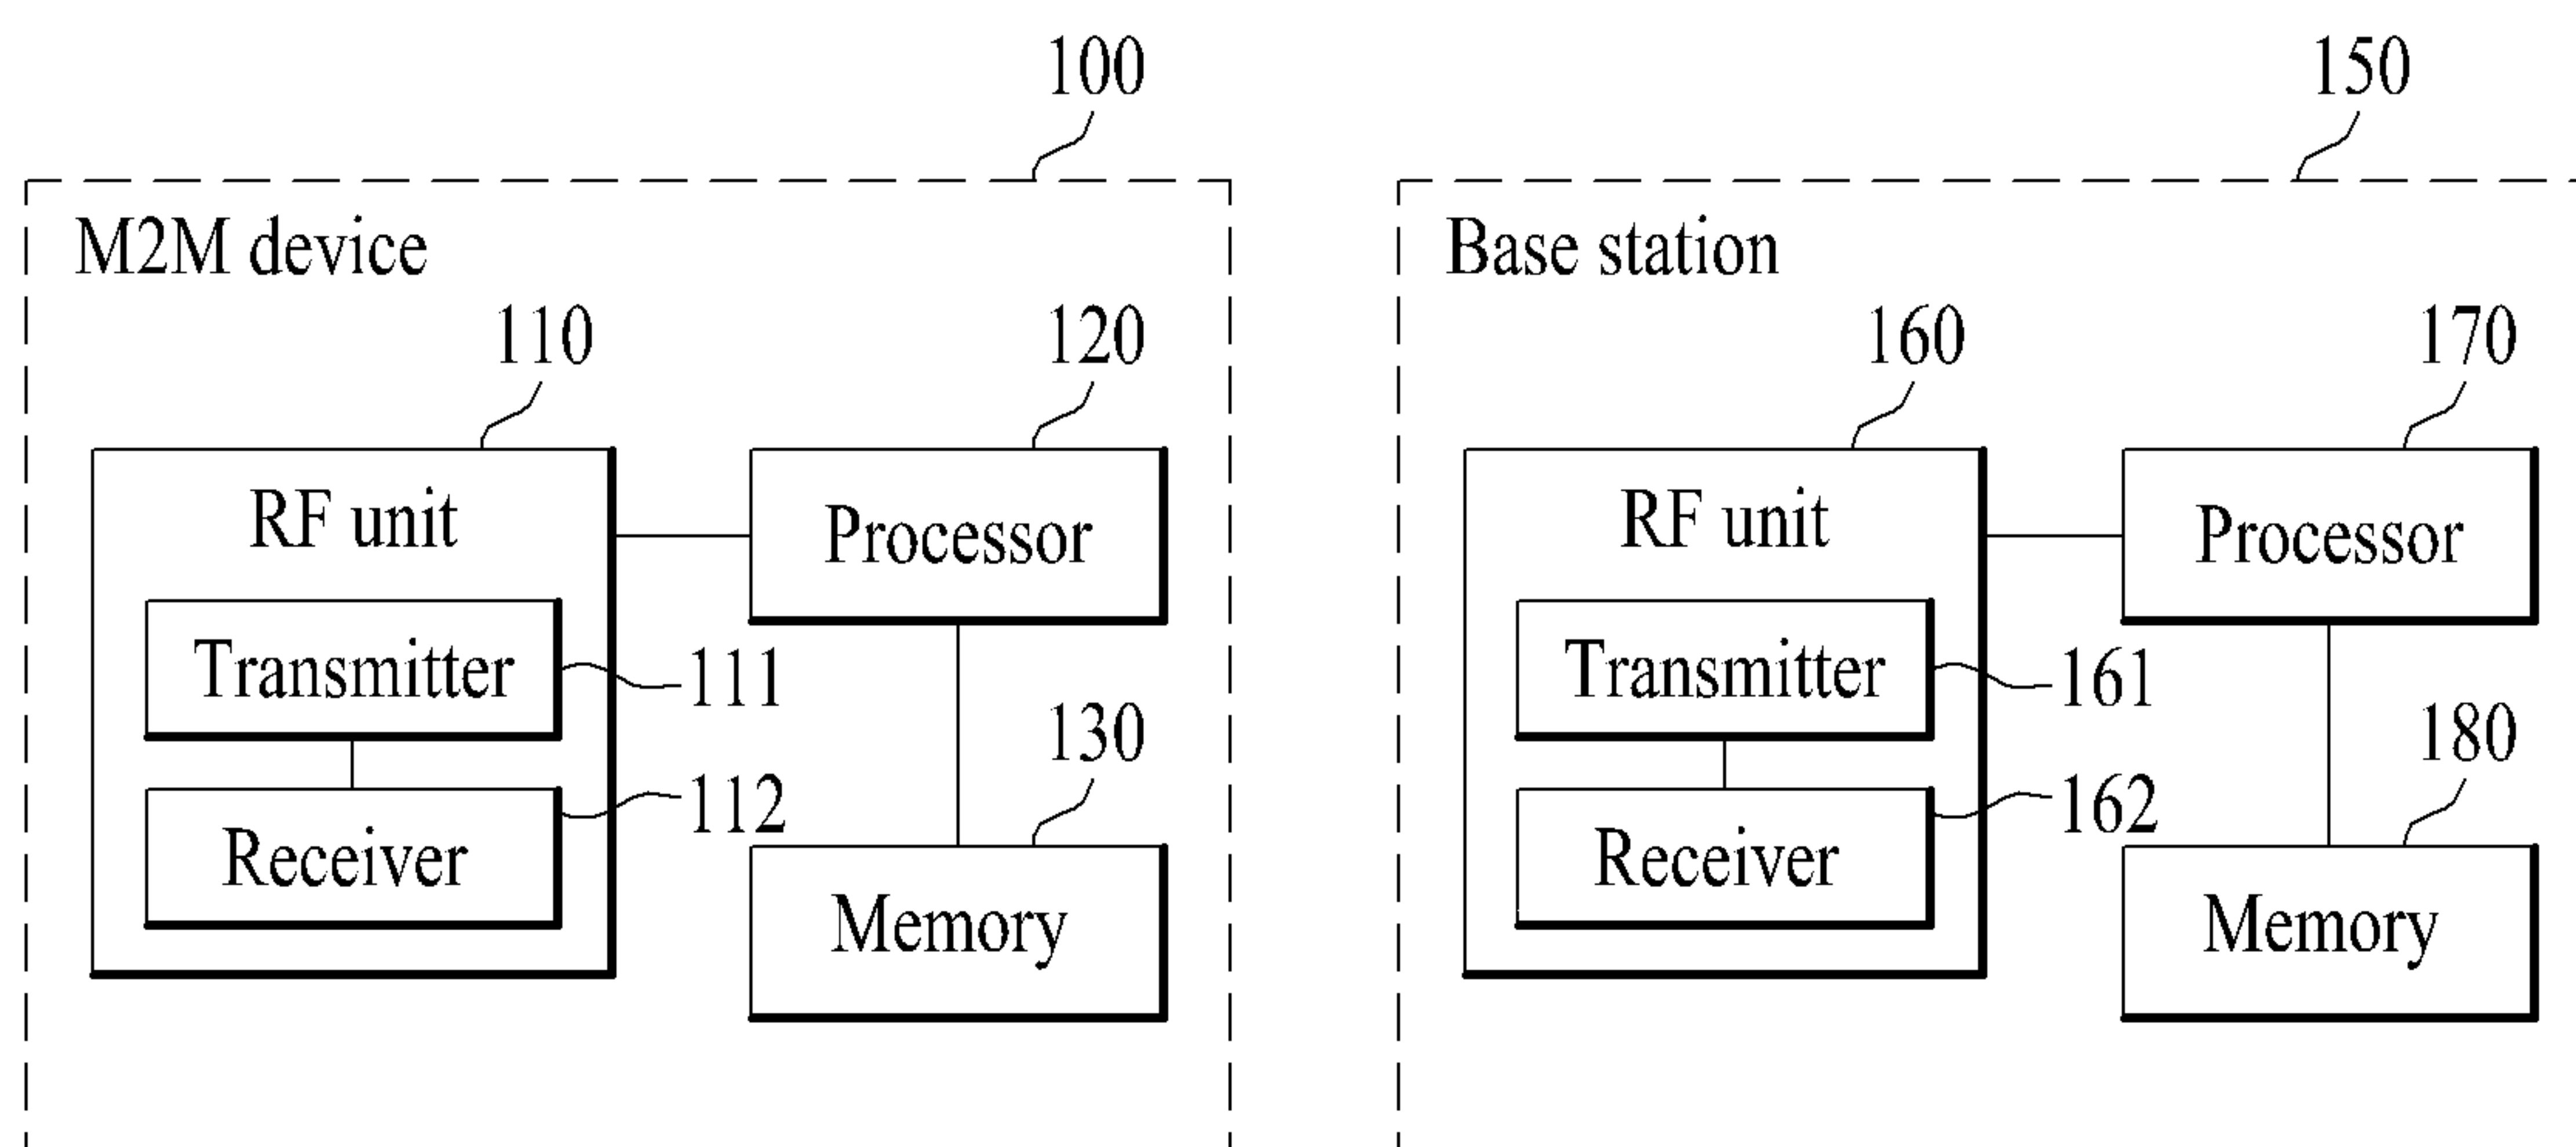 100
M2M device
110
120
RF unit
Processor
Transmitter
111
130
112
Receiver
Memory
150
Base station
160
170
RF unit
Processor
Transmitter
161
180
162
Receiver
Memory